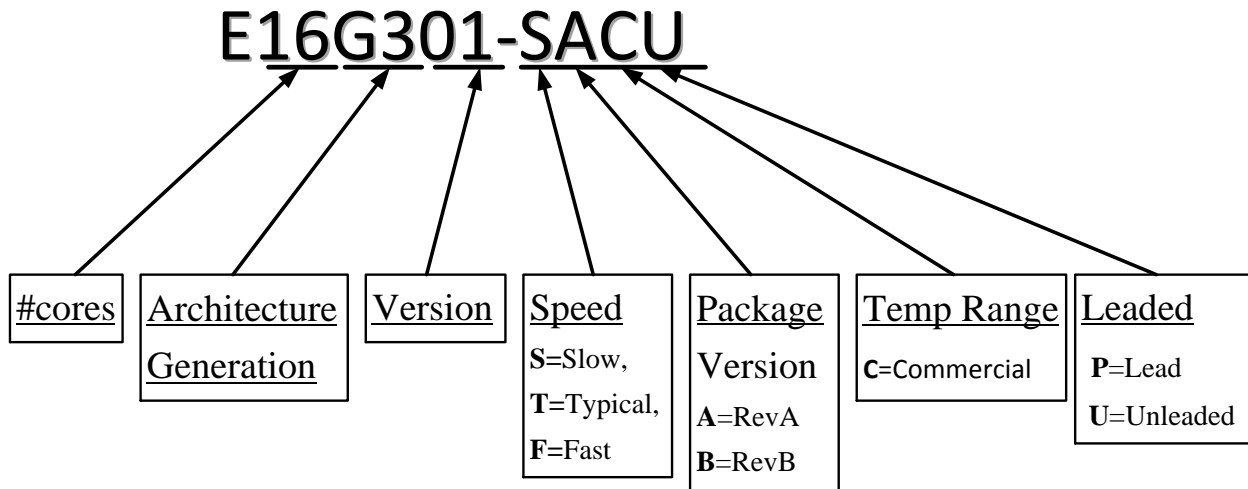 E16G301-SACU
#cores
Architecture
Generation
Version
Speed
S=Slow,
T=Typical,
F=Fast
Package
Version
A=RevA
B=RevB
Temp Range
C=Commercial
Leaded
P=Lead
U=Unleaded